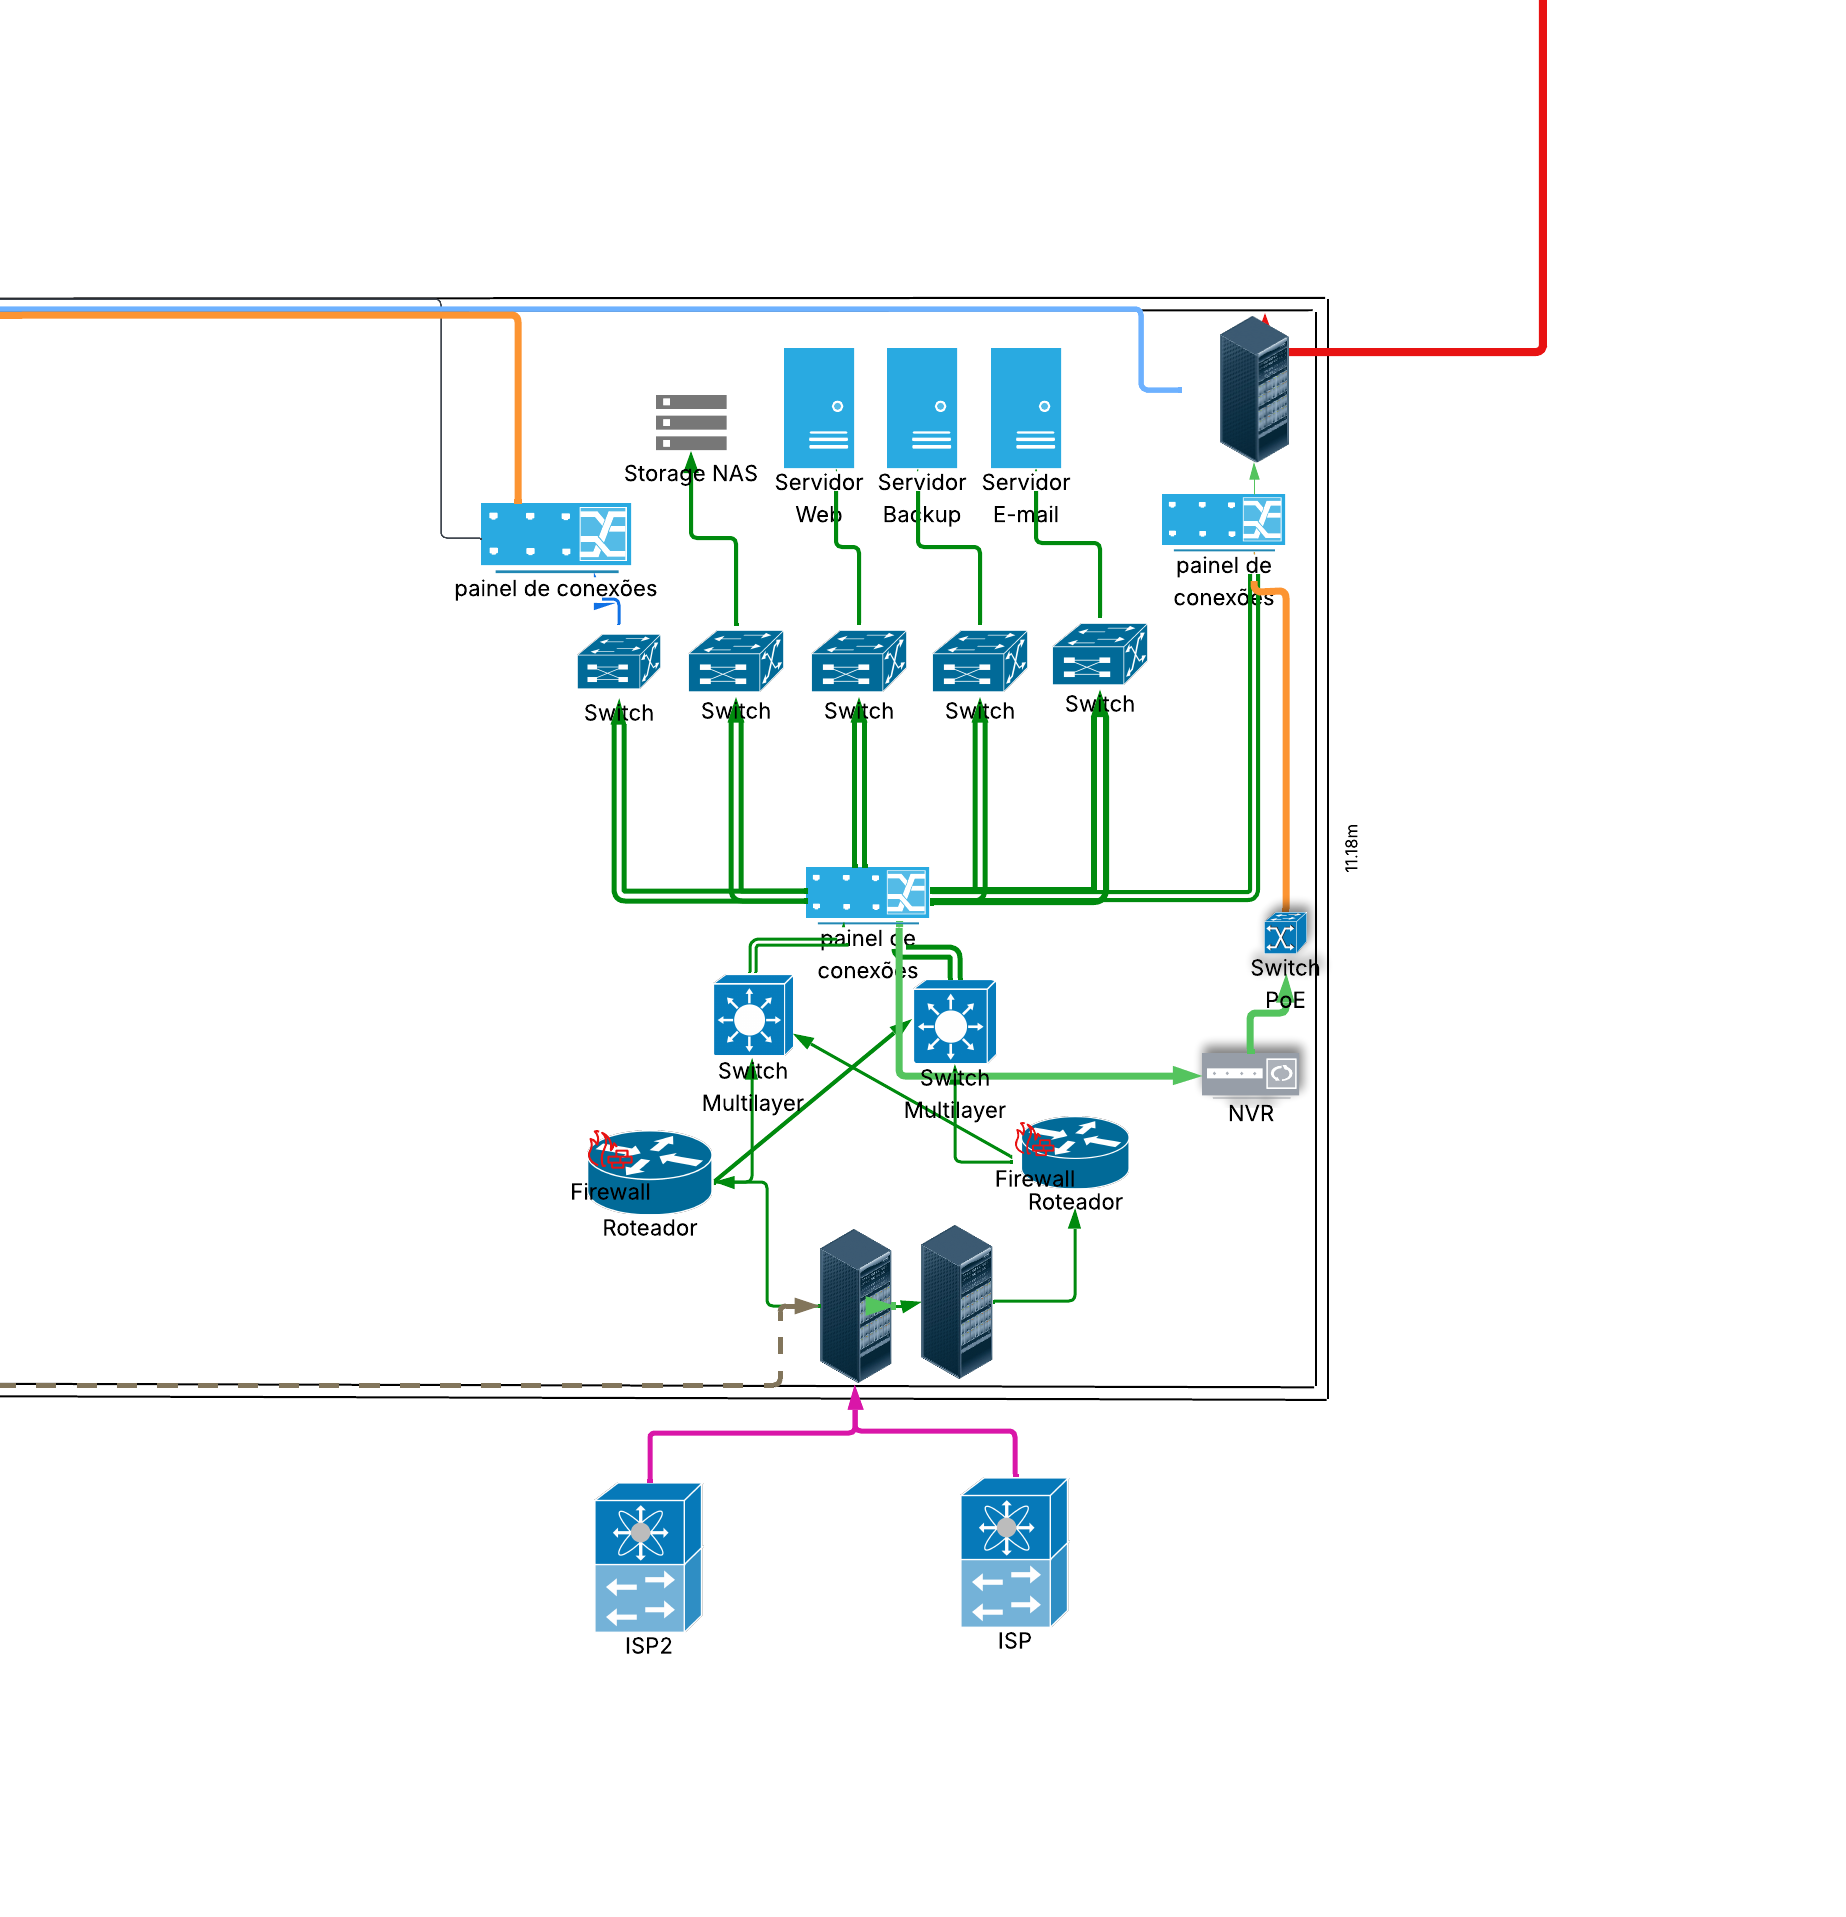 Storage NAS
Servidor
Web
Servidor
Backup
Servidor
E-mail
painel de conexões
painel de
conexões
Switch
Switch
Switch
Switch
Switch
11.18m
painel de
conexões
Switch
PoE
Switch
Multilayer
Switch
Multilayer
NVR
Firewall
Roteador
Firewall
Roteador
ISP2
ISP